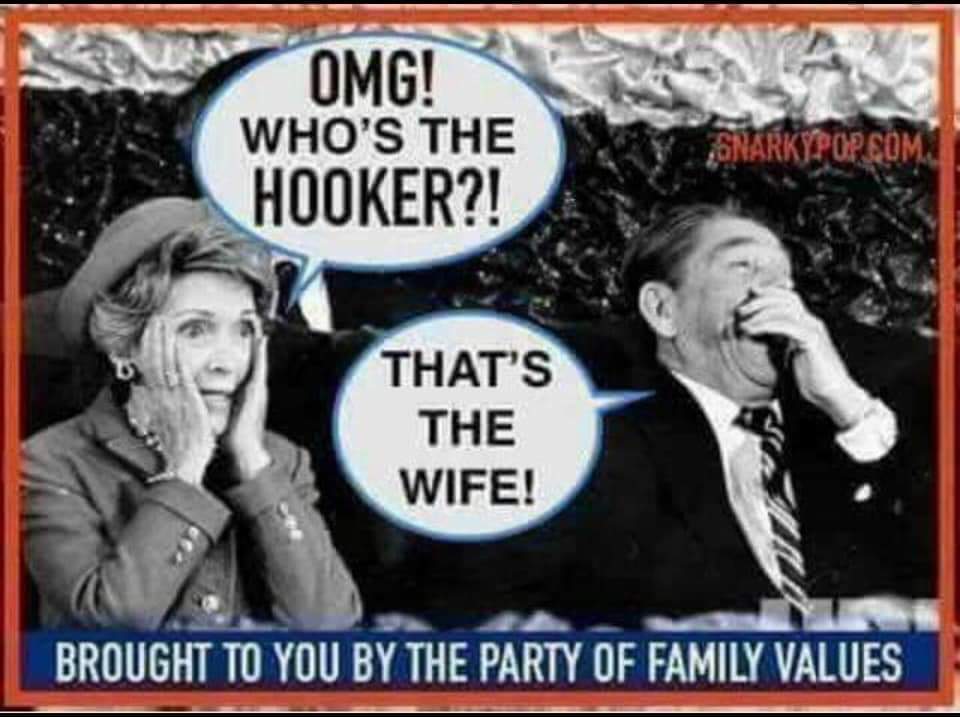 OMG!
WHO'S THE
HOOKER?!
SNARKYPOP.COM
THAT'S
THE
WIFE!
BROUGHT TO YOU BY THE PARTY OF FAMILY VALUES